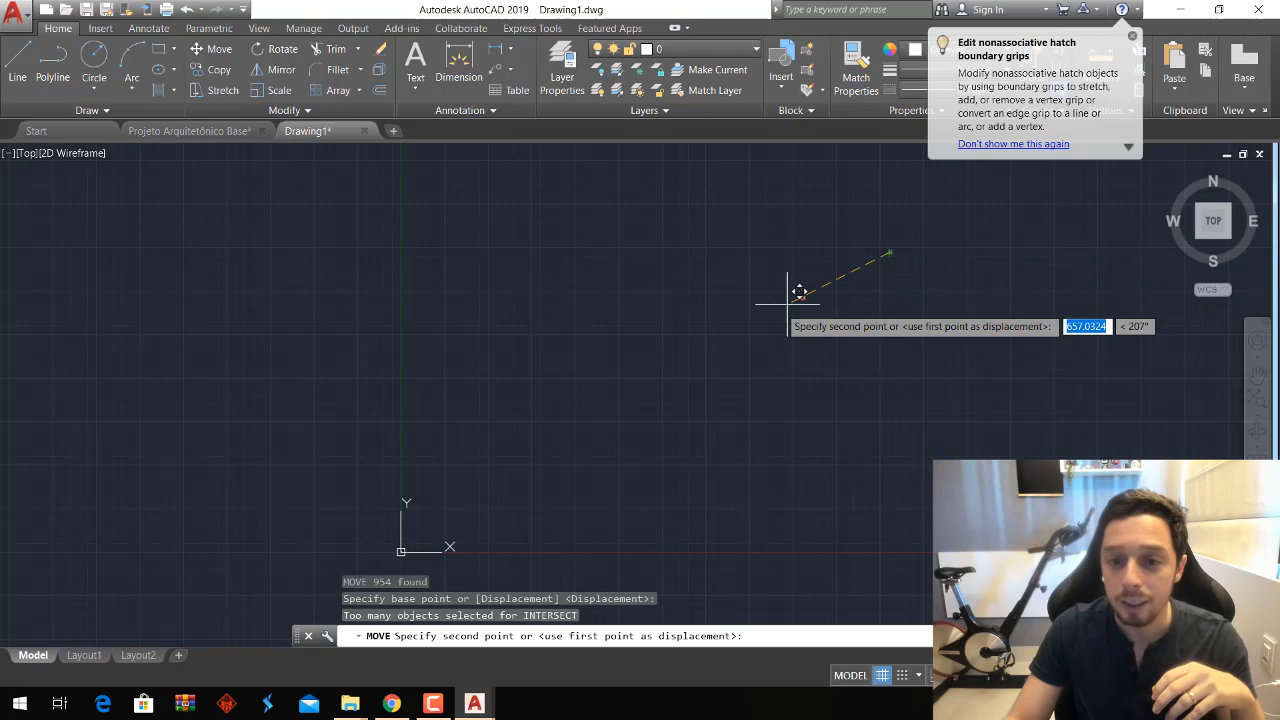 Autodesk AutoCAD 2019 Drawing1.dwg
Type a keyword or phrase
Sign In
Home Insert Annotate Parametric View Manage Output Add-ins Collaborate Express Tools Featured Apps
Line
Polyline
Circle
Arc
Move
Copy
Stretch
Rotate
Mirror
Scale
Trim
Fillet
Array
Text
Dimension
Table
Layer
Properties
0
Make Current
Match Layer
Insert
Match
Properties
Paste
Base
Draw
Modify
Annotation
Layers
Block
Clipboard
View
Edit nonassociative hatch
boundary grips
Modify nonassociative hatch objects
by using boundary grips to stretch,
add, or remove a vertex grip or
convert an edge grip to a line or
arc, or add a vertex.
Don't show me this again
Start
Projeto Arquitetônico Base*
Drawing1*
[−][Top][2D Wireframe]
N
W
TOP
E
S
WCS
Specify second point or <use first point as displacement>: 657.0324 < 207°
Y
X
MOVE 954 found
Specify base point or [Displacement] <Displacement>:
Too many objects selected for INTERSECT
MOVE Specify second point or <use first point as displacement>:
Model Layout1 Layout2
MODEL